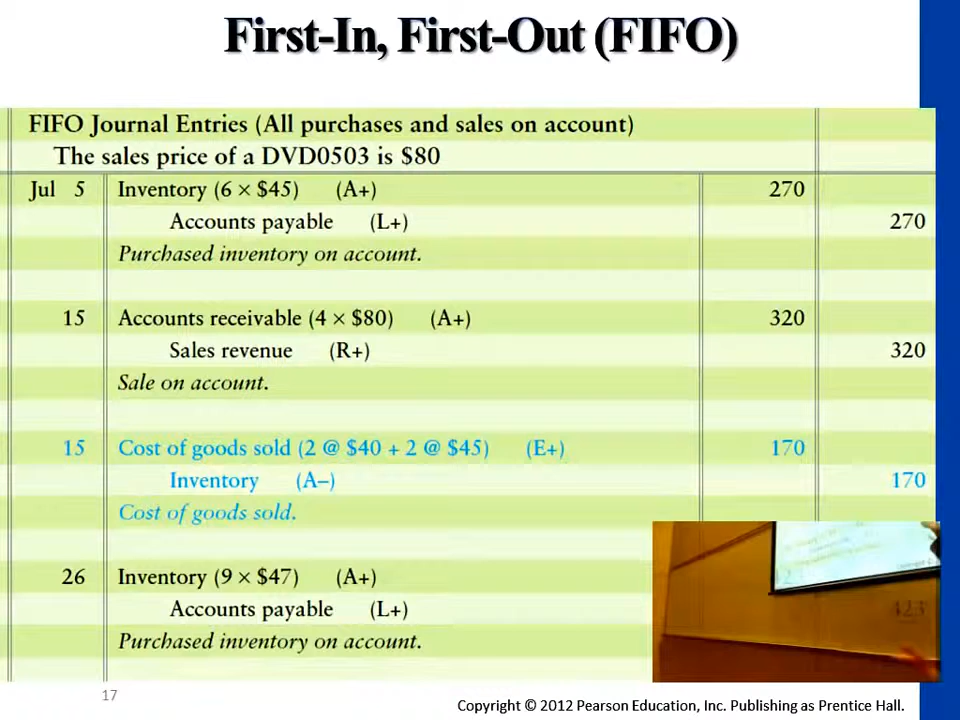 First-In, First-Out (FIFO)
FIFO Journal Entries (All purchases and sales on account)
The sales price of a DVD0503 is $80
Jul 5 Inventory (6 × $45) (A+) 270
Accounts payable (L+) 270
Purchased inventory on account.
15 Accounts receivable (4 × $80) (A+) 320
Sales revenue (R+) 320
Sale on account.
15 Cost of goods sold (2 @ $40 + 2 @ $45) (E+) 170
Inventory (A–) 170
Cost of goods sold.
26 Inventory (9 × $47) (A+)
Accounts payable (L+) 423
Purchased inventory on account.
17
Copyright © 2012 Pearson Education, Inc. Publishing as Prentice Hall.